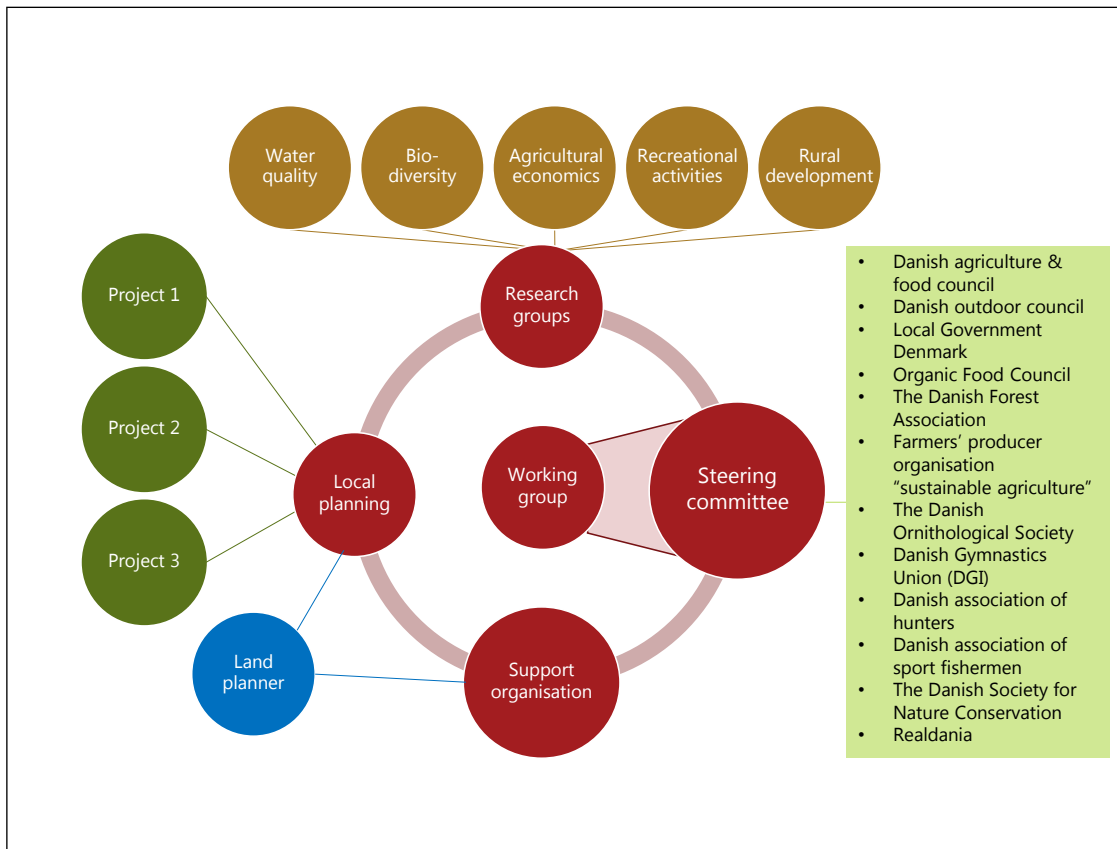 Water
quality
Bio-
diversity
Agricultural
economics
Recreational
activities
Rural
development
Project 1
Project 2
Project 3
Research
groups
Local
planning
Working
group
Steering
committee
Land
planner
Support
organisation
• Danish agriculture &
food council
• Danish outdoor council
• Local Government
Denmark
• Organic Food Council
• The Danish Forest
Association
• Farmers’ producer
organisation
“sustainable agriculture”
• The Danish
Ornithological Society
• Danish Gymnastics
Union (DGI)
• Danish association of
hunters
• Danish association of
sport fishermen
• The Danish Society for
Nature Conservation
• Realdania